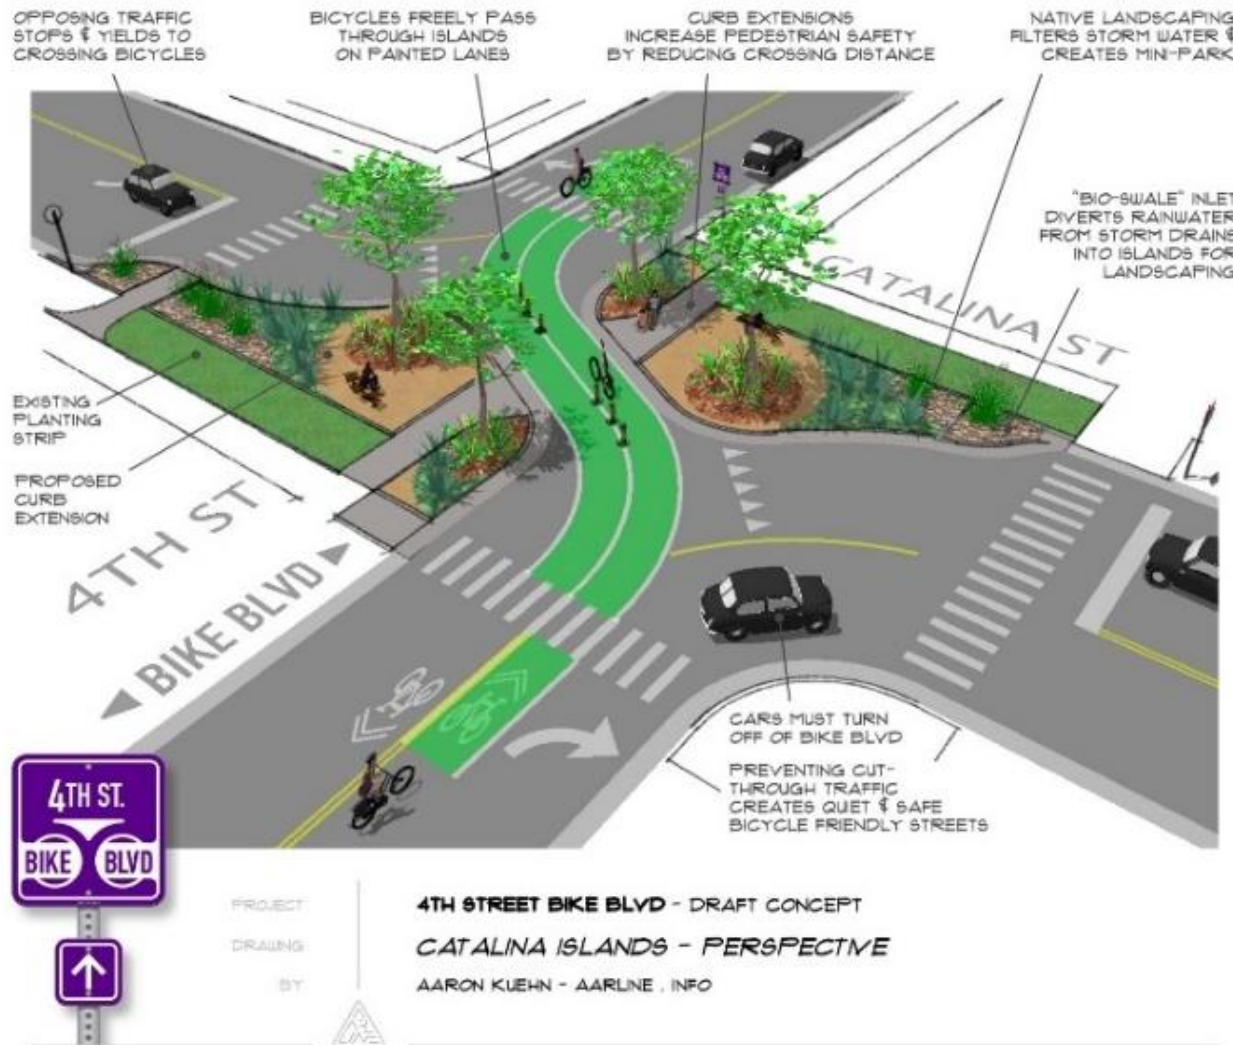 OPPOSING TRAFFIC
STOPS & YIELDS TO
CROSSING BICYCLES
BICYCLES FREELY PASS
THROUGH ISLANDS
ON PAINTED LANES
CURB EXTENSIONS
INCREASE PEDESTRIAN SAFETY
BY REDUCING CROSSING DISTANCE
NATIVE LANDSCAPING
FILTERS STORM WATER &
CREATES MINI-PARK
"BIO-SWALE" INLET
DIVERTS RAINWATER
FROM STORM DRAINS
INTO ISLANDS FOR
LANDSCAPING
CATALINA ST
EXISTING
PLANTING
STRIP
PROPOSED
CURB
EXTENSION
4TH ST
BIKE BLVD
CARS MUST TURN
OFF OF BIKE BLVD
PREVENTING CUT-
THROUGH TRAFFIC
CREATES QUIET & SAFE
BICYCLE FRIENDLY STREETS
4TH ST.
BIKE BLVD
PROJECT 4TH STREET BIKE BLVD - DRAFT CONCEPT
DRAWING CATALINA ISLANDS - PERSPECTIVE
BY AARON KUEHN - AARLINE . INFO